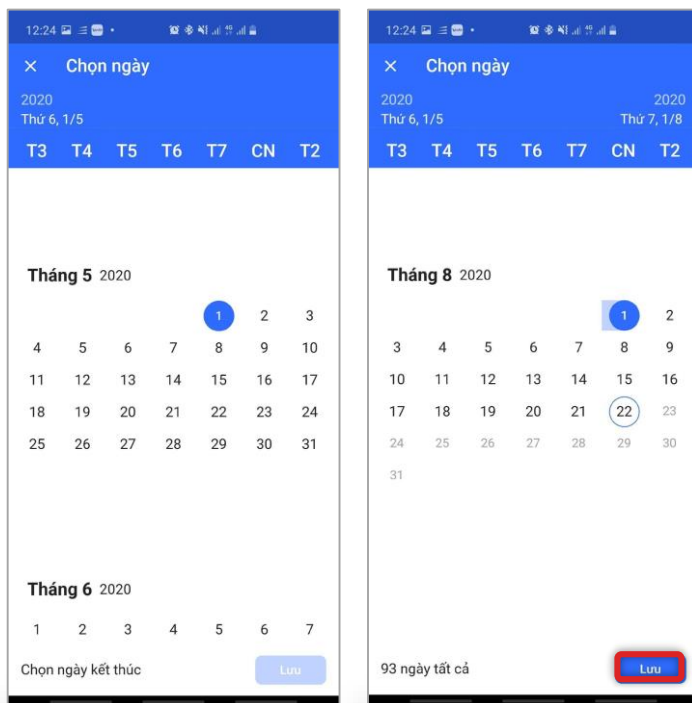 12:24
Chọn ngày
2020
Thứ 6, 1/5
T3 T4 T5 T6 T7 CN T2
Tháng 5 2020
1 2 3
4 5 6 7 8 9 10
11 12 13 14 15 16 17
18 19 20 21 22 23 24
25 26 27 28 29 30 31
Tháng 6 2020
1 2 3 4 5 6 7
Chọn ngày kết thúc Lưu
12:24
Chọn ngày
2020 2020
Thứ 6, 1/5 Thứ 7, 1/8
T3 T4 T5 T6 T7 CN T2
Tháng 8 2020
1 2
3 4 5 6 7 8 9
10 11 12 13 14 15 16
17 18 19 20 21 22 23
24 25 26 27 28 29 30
31
93 ngày tất cả Lưu